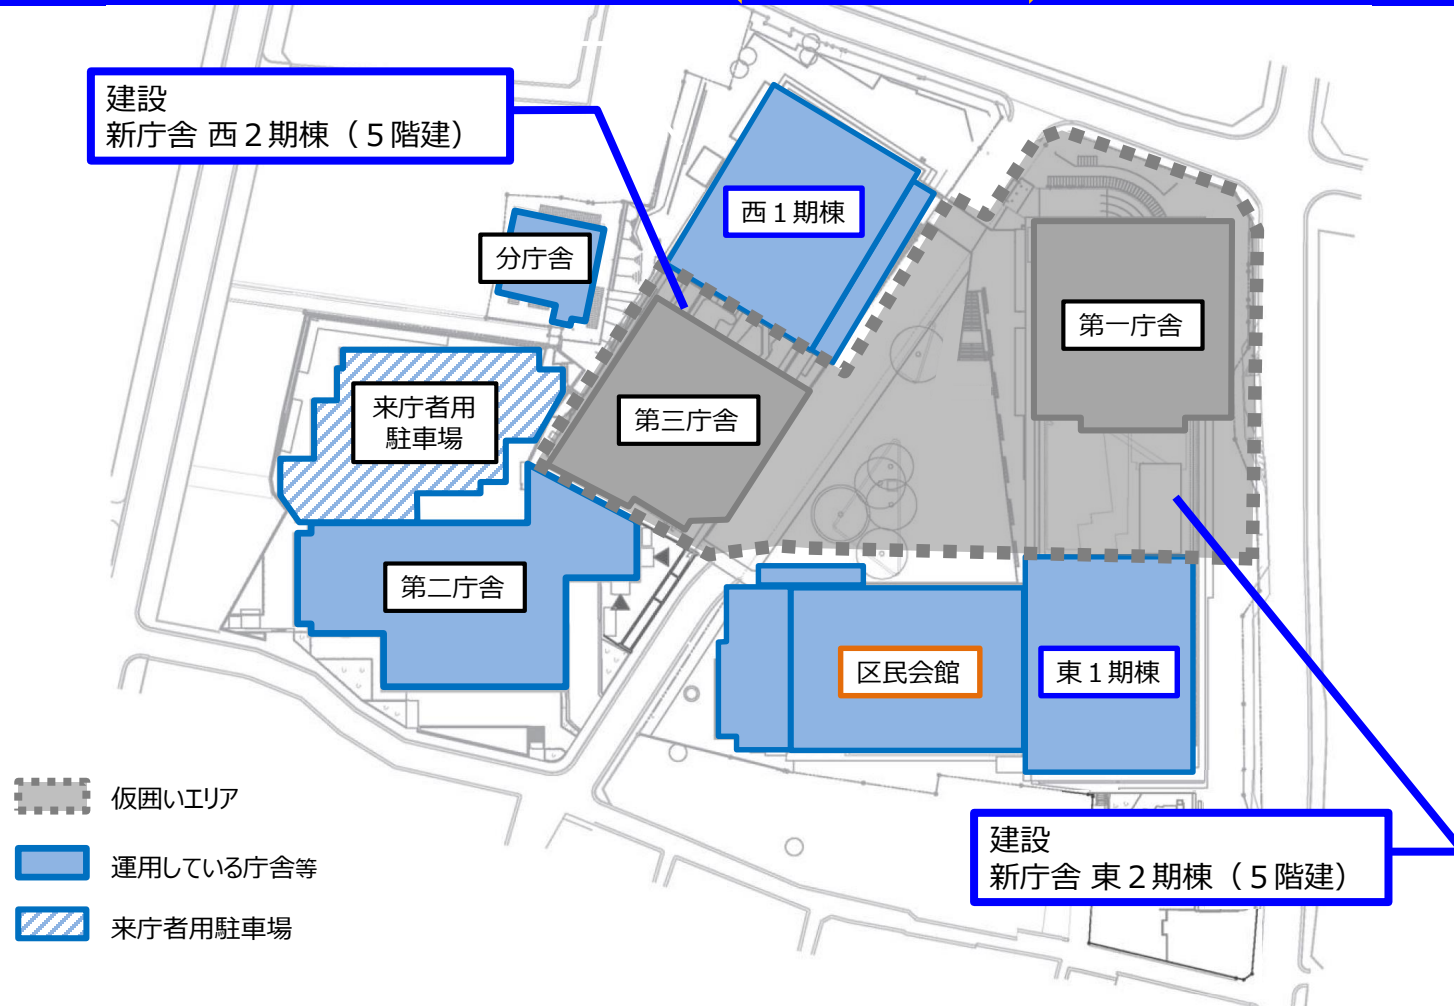 建設
新庁舎 西２期棟（５階建）
西１期棟
分庁舎
第一庁舎
来庁者用
駐車場
第三庁舎
第二庁舎
区民会館
東１期棟
仮囲いエリア
運用している庁舎等
来庁者用駐車場
建設
新庁舎 東２期棟（５階建）